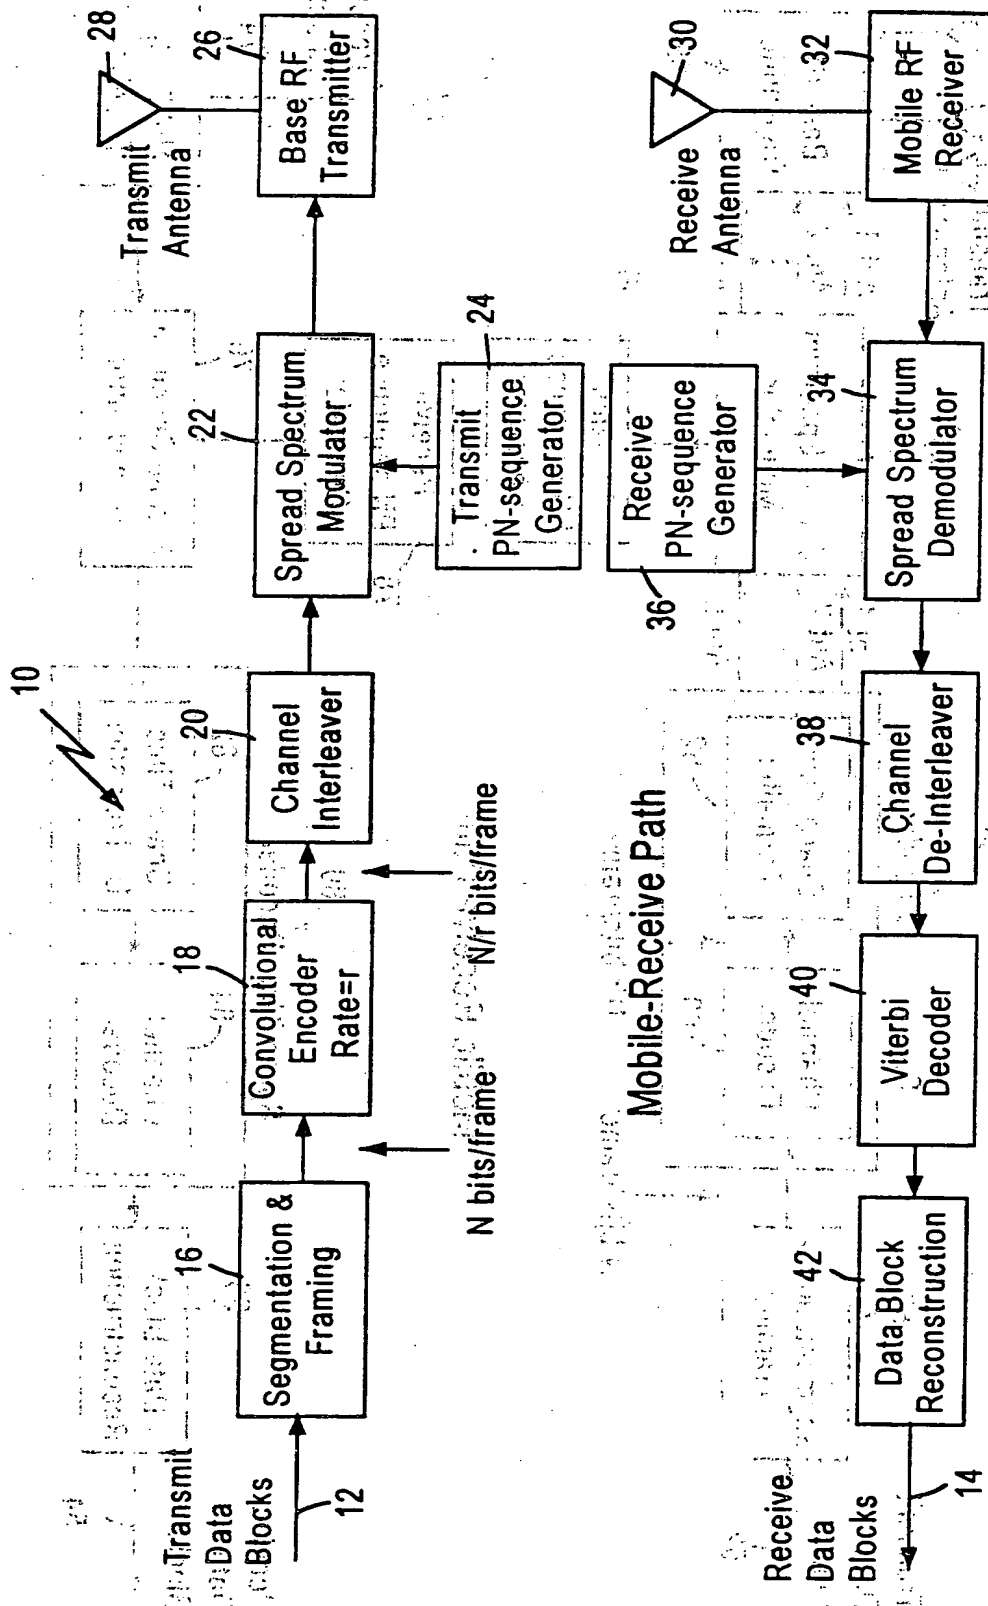 10
Transmit
Data
Blocks
12
16
Segmentation &
Framing
N bits/frame
18
Convolutional
Encoder
Rate=r
N/r bits/frame
20
Channel
Interleaver
22
Spread Spectrum
Modulator
24
Transmit
PN-sequence
Generator
Transmit
Antenna
28
26
Base RF
Transmitter
Mobile-Receive Path
Receive
Antenna
30
32
Mobile RF
Receiver
34
Spread Spectrum
Demodulator
36
Receive
PN-sequence
Generator
38
Channel
De-Interleaver
40
Viterbi
Decoder
42
Data Block
Reconstruction
Receive
Data
Blocks
14